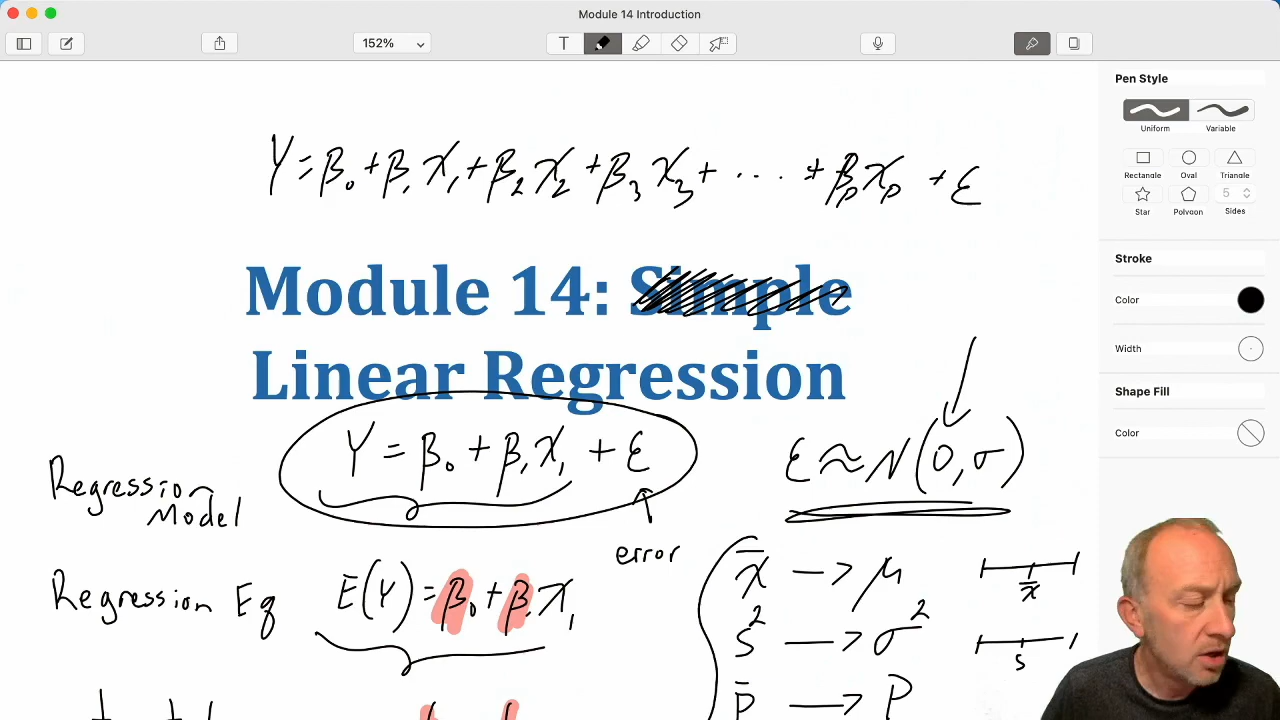 Module 14 Introduction
152%
T
Pen Style
Uniform Variable
Rectangle Oval Triangle
5
Star Polygon Sides
Stroke
Color
Width
Shape Fill
Color
Y = β₀ + β₁X₁ + β₂X₂ + β₃X₃ + ... + βₚXₚ + ε
Module 14: Simple
Linear Regression
Regression Model
Y = β₀ + β₁X₁ + ε
ε ≈ N(0, σ)
error
Regression Eq
E(Y) = β₀ + β₁X₁
x̄ → μ
x̄
s² → σ²
s
p̄ → P